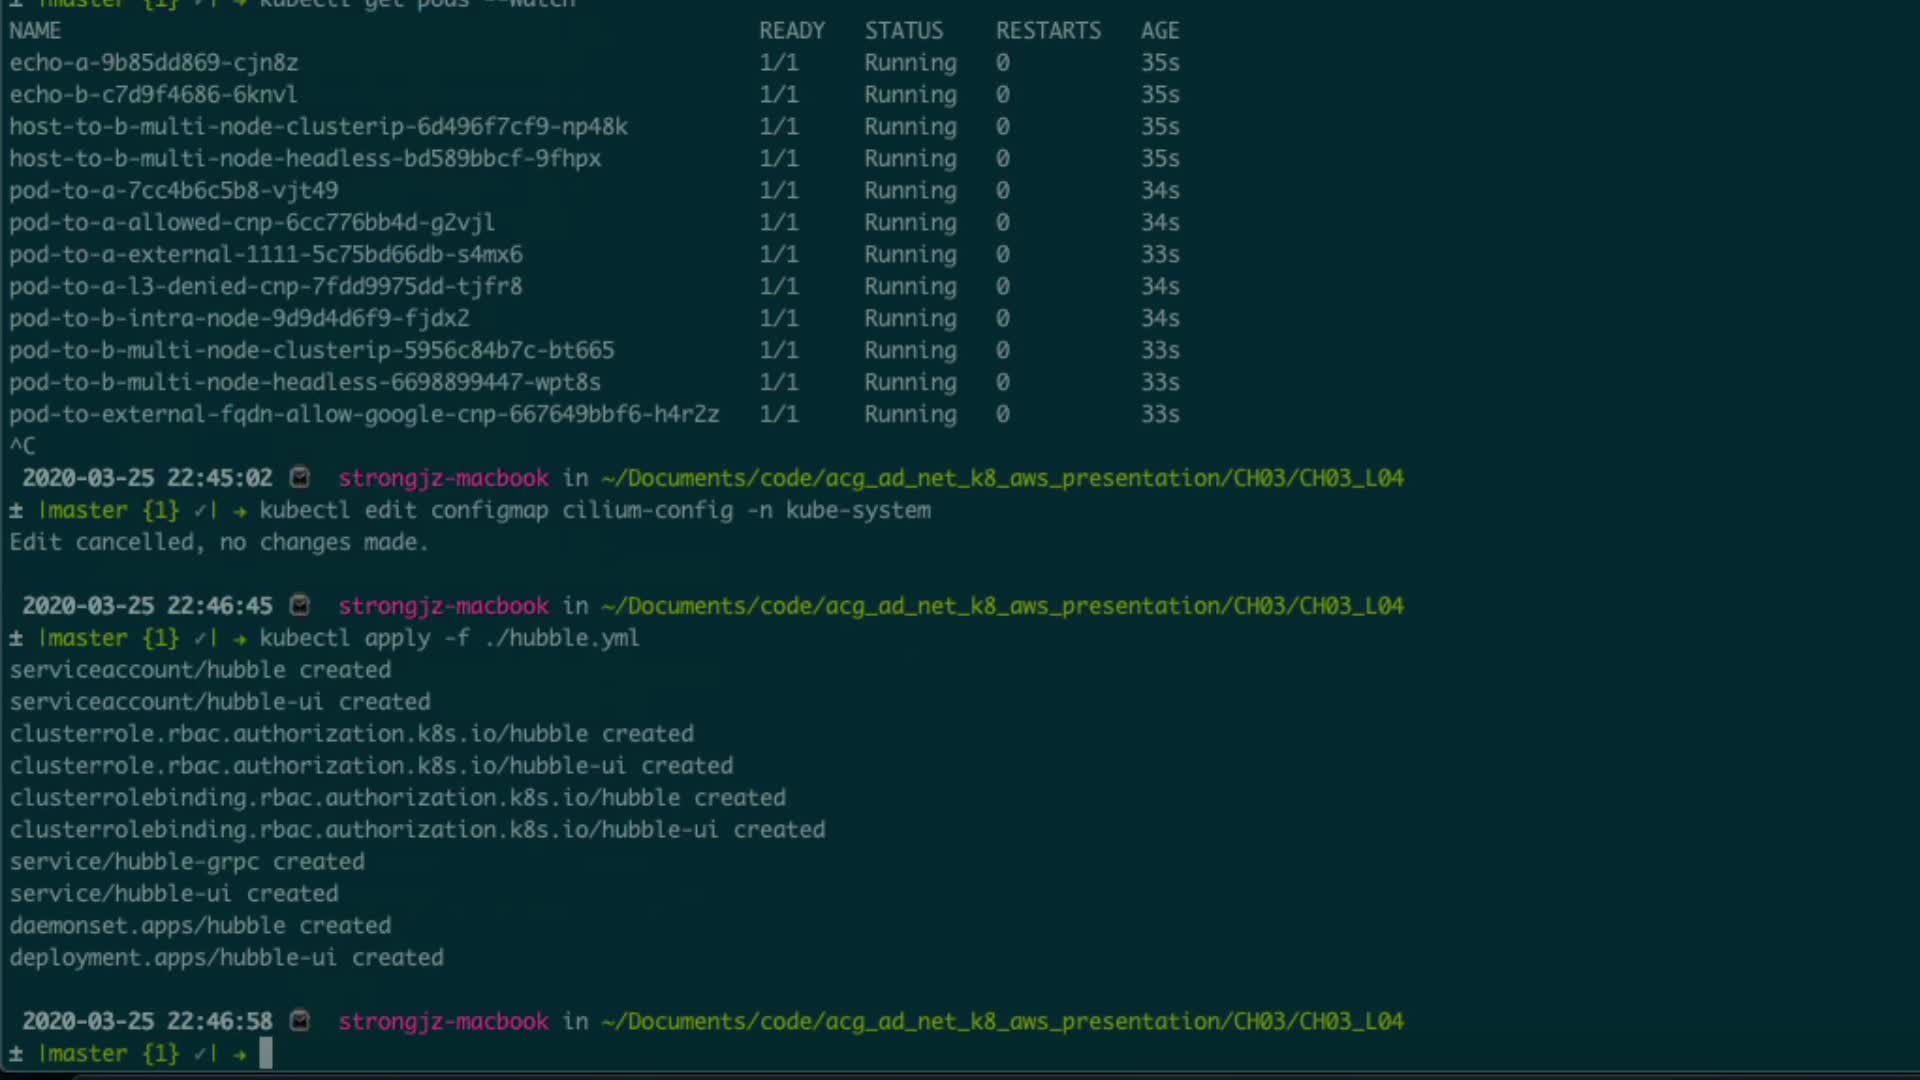 ± |master {1} ✓| → kubectl get pods --watch
NAME READY STATUS RESTARTS AGE
echo-a-9b85dd869-cjn8z 1/1 Running 0 35s
echo-b-c7d9f4686-6knvl 1/1 Running 0 35s
host-to-b-multi-node-clusterip-6d496f7cf9-np48k 1/1 Running 0 35s
host-to-b-multi-node-headless-bd589bbcf-9fhpx 1/1 Running 0 35s
pod-to-a-7cc4b6c5b8-vjt49 1/1 Running 0 34s
pod-to-a-allowed-cnp-6cc776bb4d-g2vjl 1/1 Running 0 34s
pod-to-a-external-1111-5c75bd66db-s4mx6 1/1 Running 0 33s
pod-to-a-l3-denied-cnp-7fdd9975dd-tjfr8 1/1 Running 0 34s
pod-to-b-intra-node-9d9d4d6f9-fjdx2 1/1 Running 0 34s
pod-to-b-multi-node-clusterip-5956c84b7c-bt665 1/1 Running 0 33s
pod-to-b-multi-node-headless-6698899447-wpt8s 1/1 Running 0 33s
pod-to-external-fqdn-allow-google-cnp-667649bbf6-h4r2z 1/1 Running 0 33s
^C
2020-03-25 22:45:02 strongjz-macbook in ~/Documents/code/acg_ad_net_k8_aws_presentation/CH03/CH03_L04
± |master {1} ✓| → kubectl edit configmap cilium-config -n kube-system
Edit cancelled, no changes made.
2020-03-25 22:46:45 strongjz-macbook in ~/Documents/code/acg_ad_net_k8_aws_presentation/CH03/CH03_L04
± |master {1} ✓| → kubectl apply -f ./hubble.yml
serviceaccount/hubble created
serviceaccount/hubble-ui created
clusterrole.rbac.authorization.k8s.io/hubble created
clusterrole.rbac.authorization.k8s.io/hubble-ui created
clusterrolebinding.rbac.authorization.k8s.io/hubble created
clusterrolebinding.rbac.authorization.k8s.io/hubble-ui created
service/hubble-grpc created
service/hubble-ui created
daemonset.apps/hubble created
deployment.apps/hubble-ui created
2020-03-25 22:46:58 strongjz-macbook in ~/Documents/code/acg_ad_net_k8_aws_presentation/CH03/CH03_L04
± |master {1} ✓| →